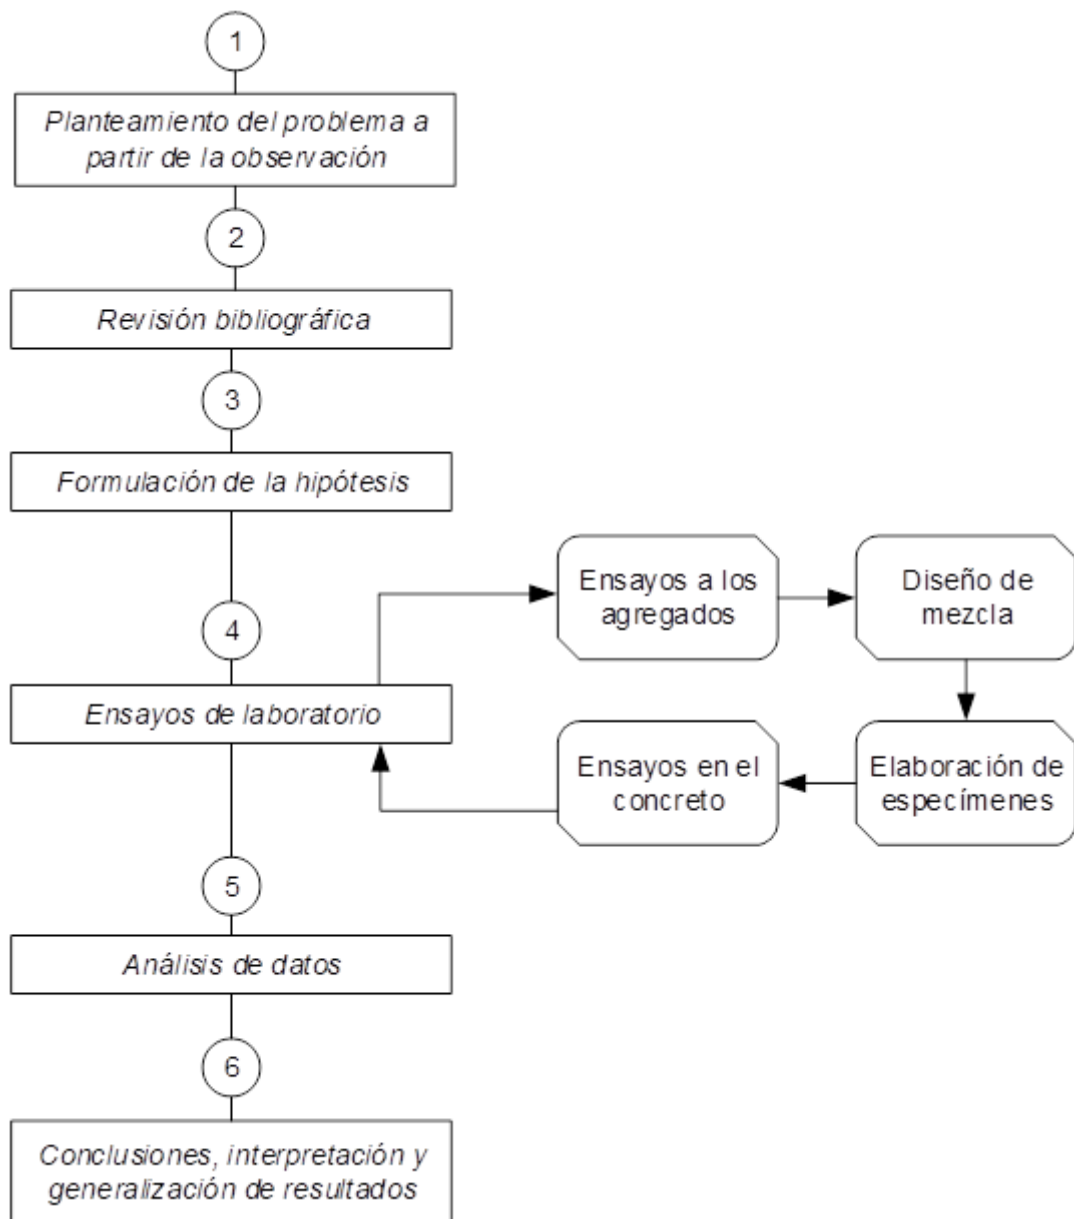 1
Planteamiento del problema a
partir de la observación
2
Revisión bibliográfica
3
Formulación de la hipótesis
4
Ensayos de laboratorio
Ensayos a los
agregados
Diseño de
mezcla
Elaboración de
especímenes
Ensayos en el
concreto
5
Análisis de datos
6
Conclusiones, interpretación y
generalización de resultados